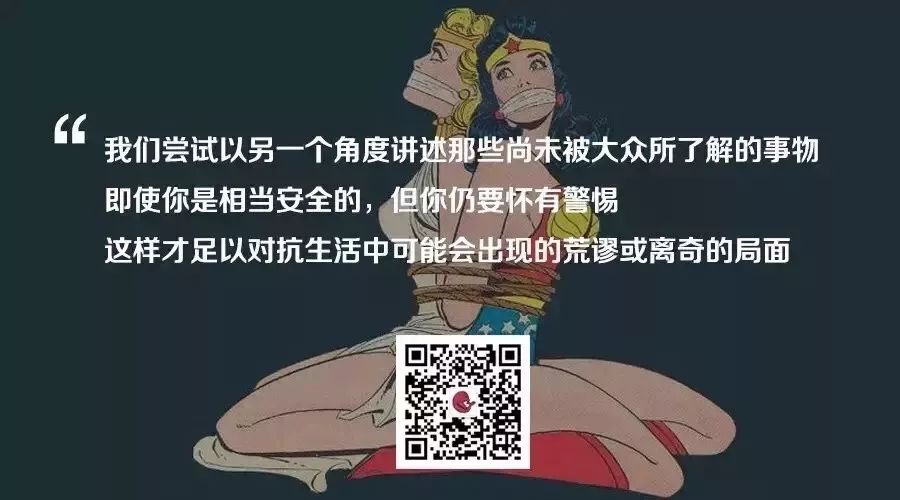 “
我们尝试以另一个角度讲述那些尚未被大众所了解的事物
即使你是相当安全的，但你仍要怀有警惕
这样才足以对抗生活中可能会出现的荒谬或离奇的局面